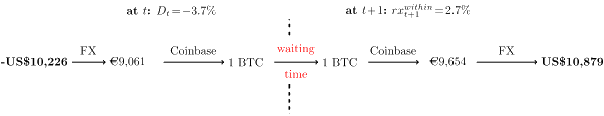 at t: D_t = −3.7%
at t+1: rx^{within}_{t+1} = 2.7%
waiting
FX Coinbase Coinbase FX
-US$10,226 €9,061 1 BTC 1 BTC €9,654 US$10,879
time